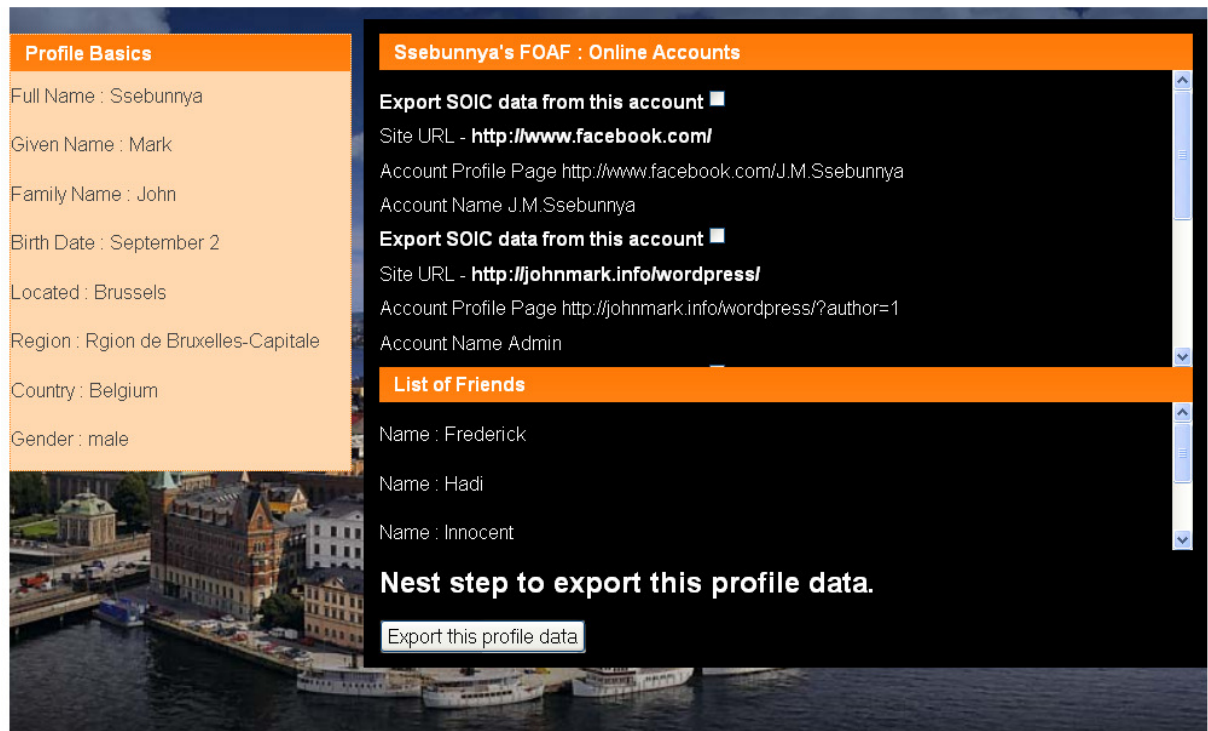 Profile Basics
Full Name : Ssebunnya
Given Name : Mark
Family Name : John
Birth Date : September 2
Located : Brussels
Region : Rgion de Bruxelles-Capitale
Country : Belgium
Gender : male
Ssebunnya's FOAF : Online Accounts
Export SOIC data from this account
Site URL - http://www.facebook.com/
Account Profile Page http://www.facebook.com/J.M.Ssebunnya
Account Name J.M.Ssebunnya
Export SOIC data from this account
Site URL - http://johnmark.info/wordpress/
Account Profile Page http://johnmark.info/wordpress/?author=1
Account Name Admin
List of Friends
Name : Frederick
Name : Hadi
Name : Innocent
Nest step to export this profile data.
Export this profile data